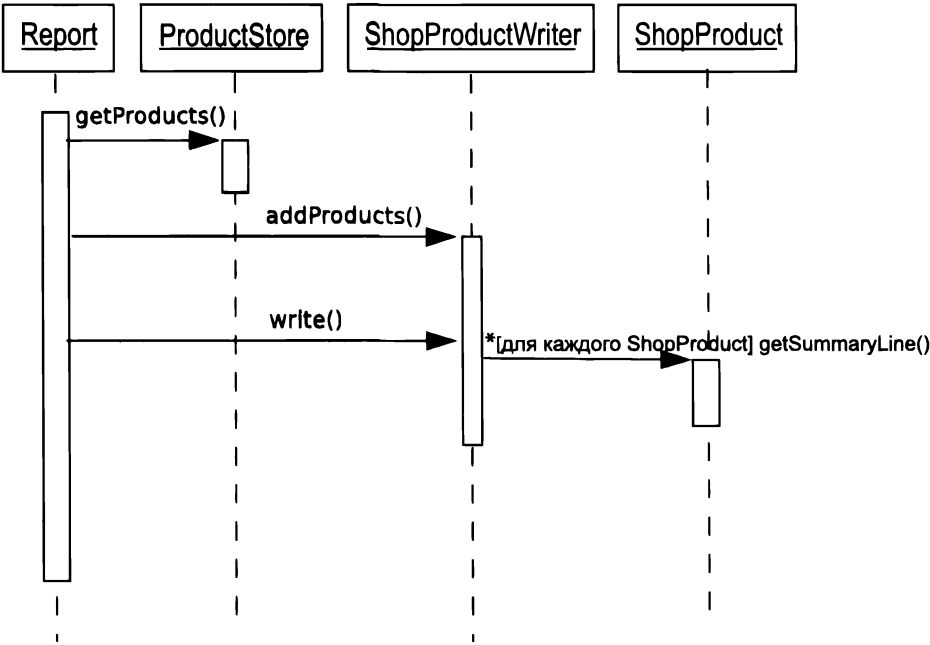 Report ProductStore ShopProductWriter ShopProduct
getProducts()
addProducts()
write()
*[для каждого ShopProduct] getSummaryLine()